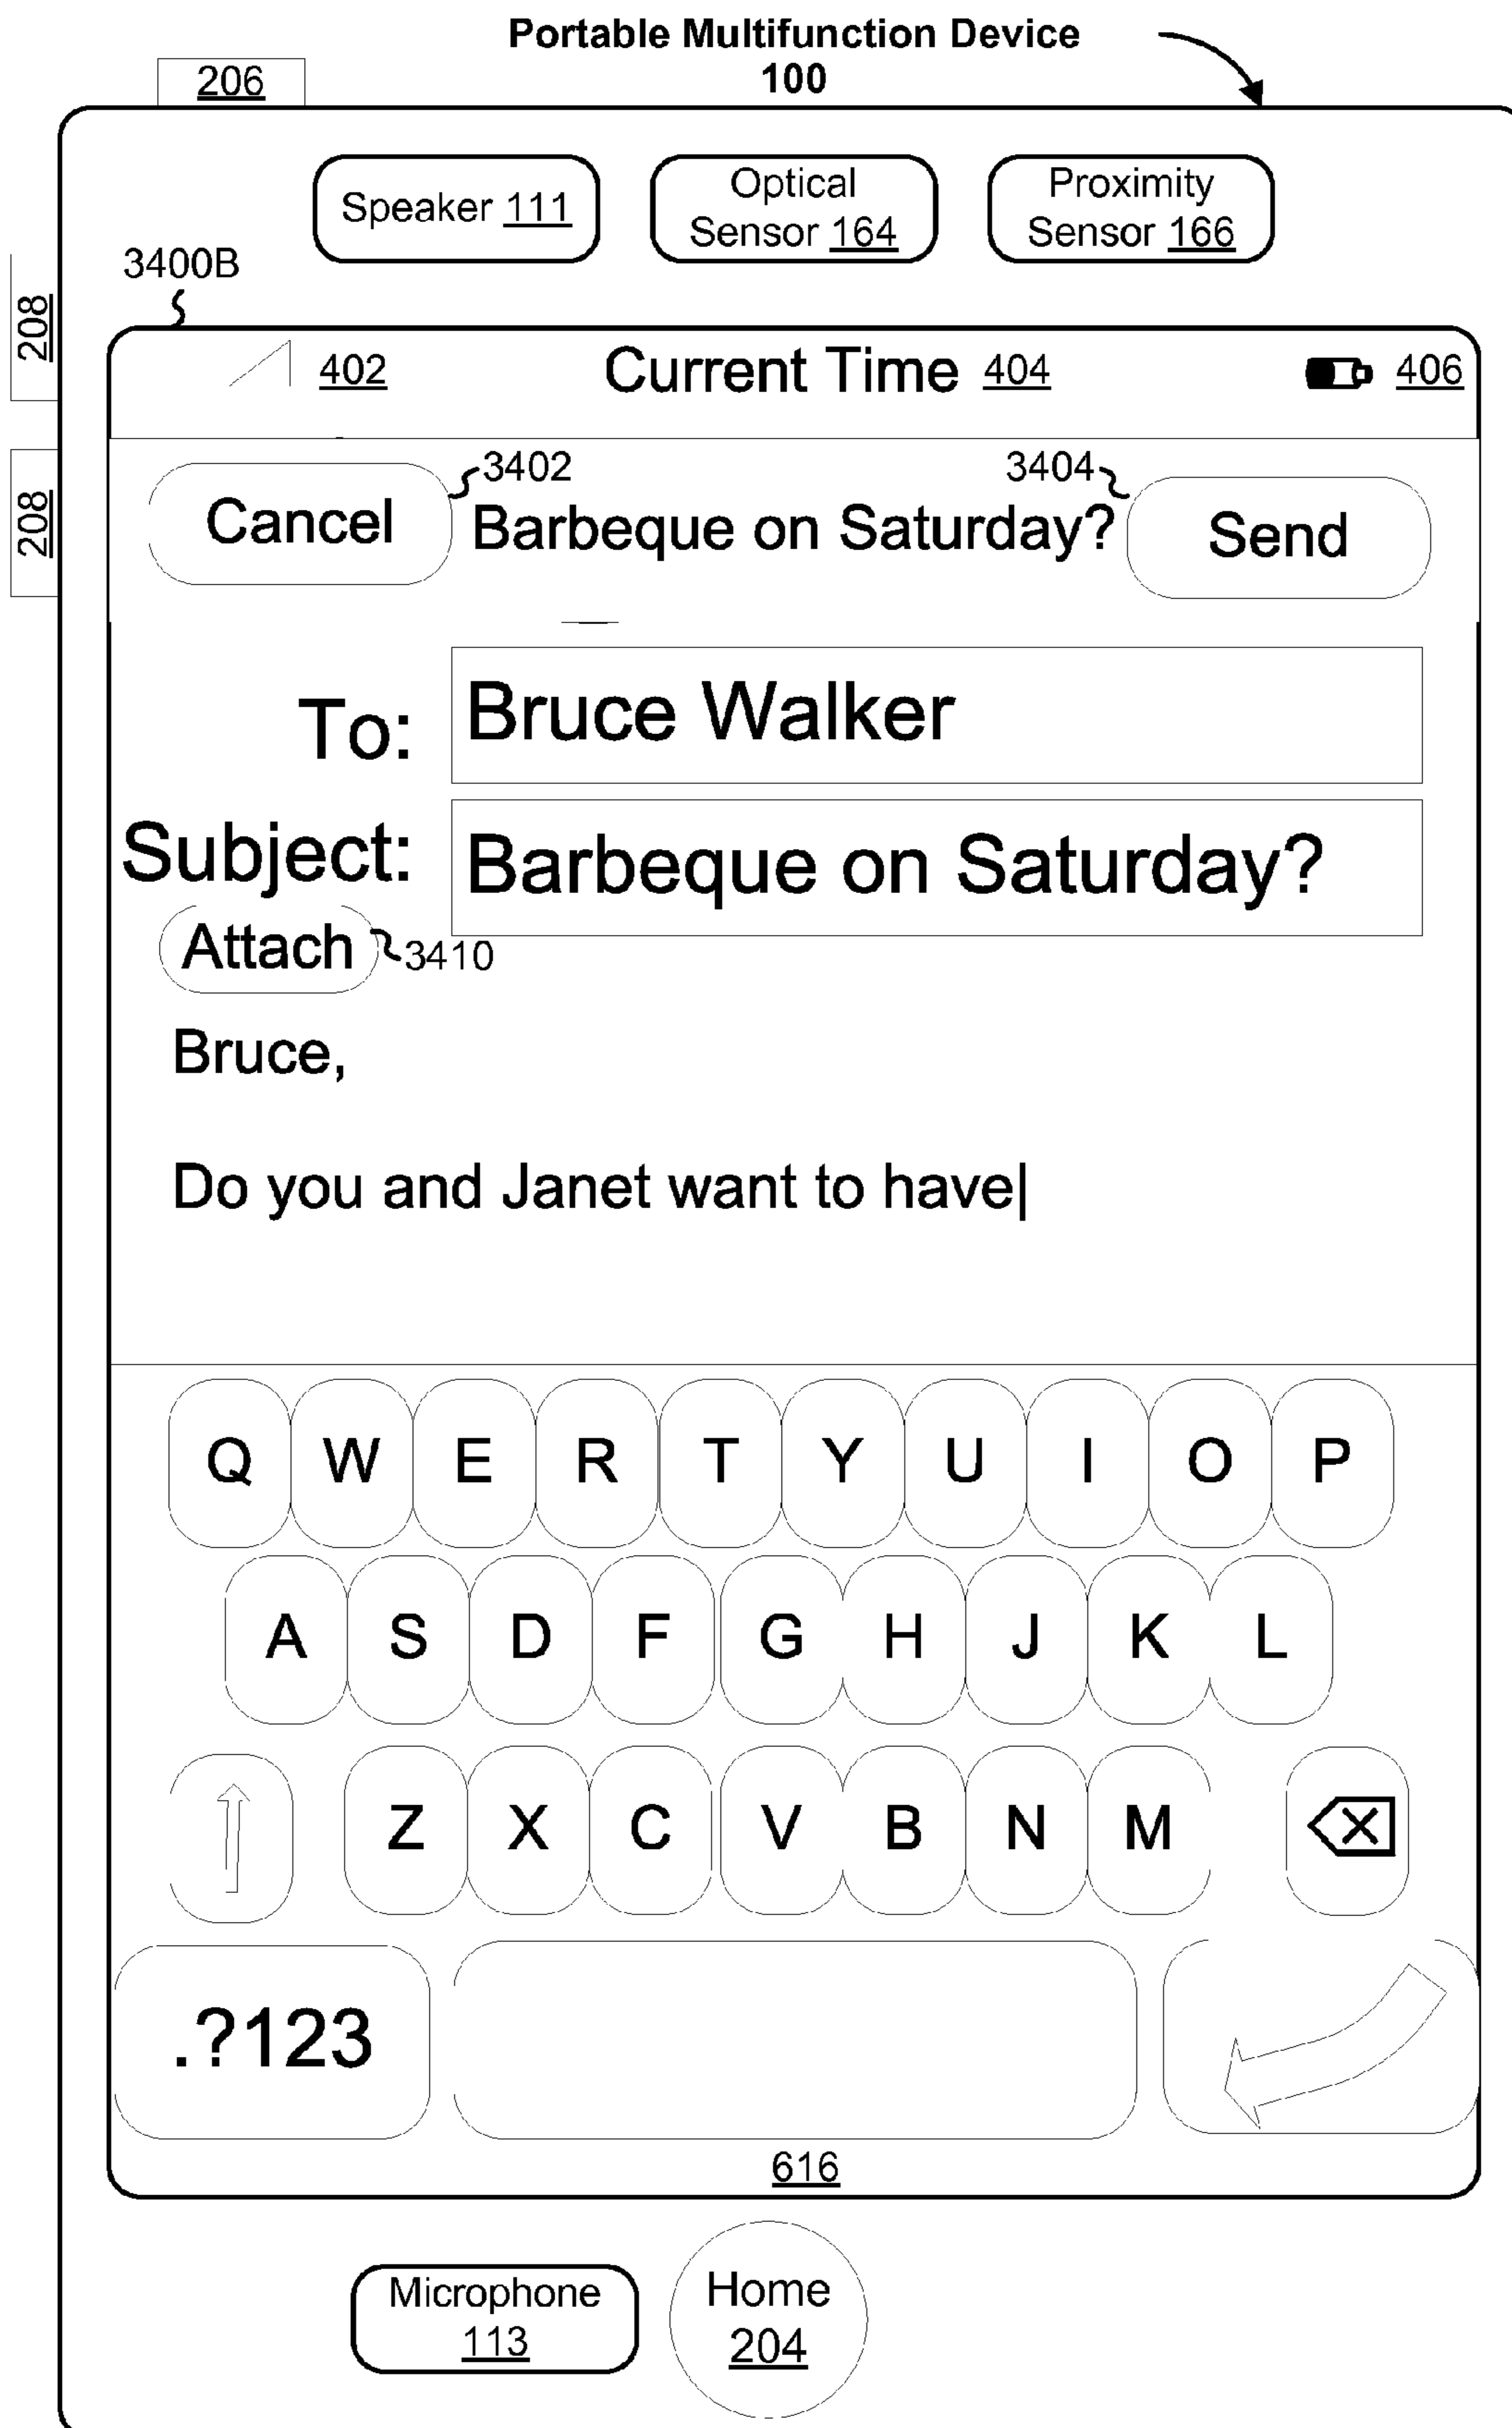 Portable Multifunction Device
100
206
Speaker 111
Optical
Sensor 164
Proximity
Sensor 166
3400B
208
402 Current Time 404 406
208
Cancel 3402 Barbeque on Saturday? 3404 Send
To: Bruce Walker
Subject: Barbeque on Saturday?
Attach 3410
Bruce,
Do you and Janet want to have
Q W E R T Y U I O P
A S D F G H J K L
Z X C V B N M
.?123
616
Microphone
113
Home
204